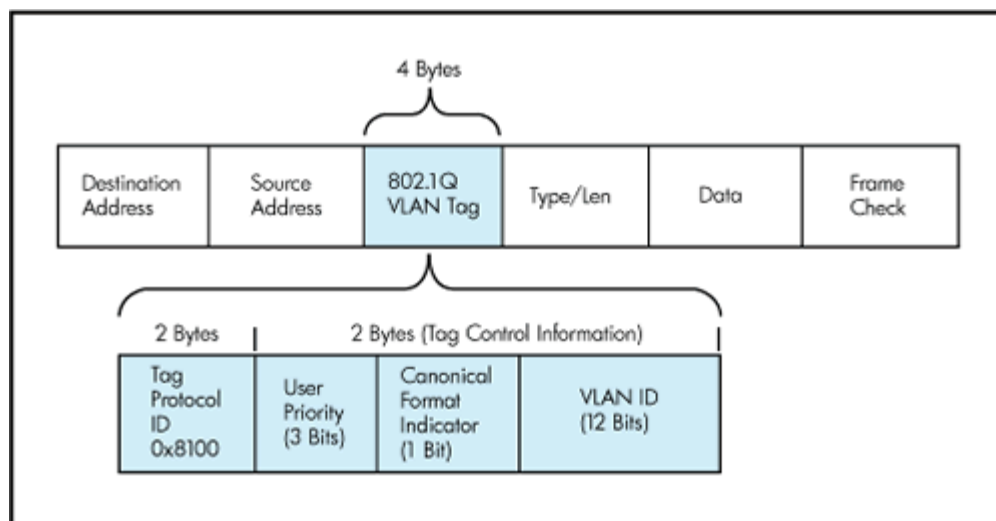 4 Bytes
Destination
Address
Source
Address
802.1Q
VLAN Tag
Type/Len
Data
Frame
Check
2 Bytes
2 Bytes (Tag Control Information)
Tag
Protocol
ID
0x8100
User
Priority
(3 Bits)
Canonical
Format
Indicator
(1 Bit)
VLAN ID
(12 Bits)